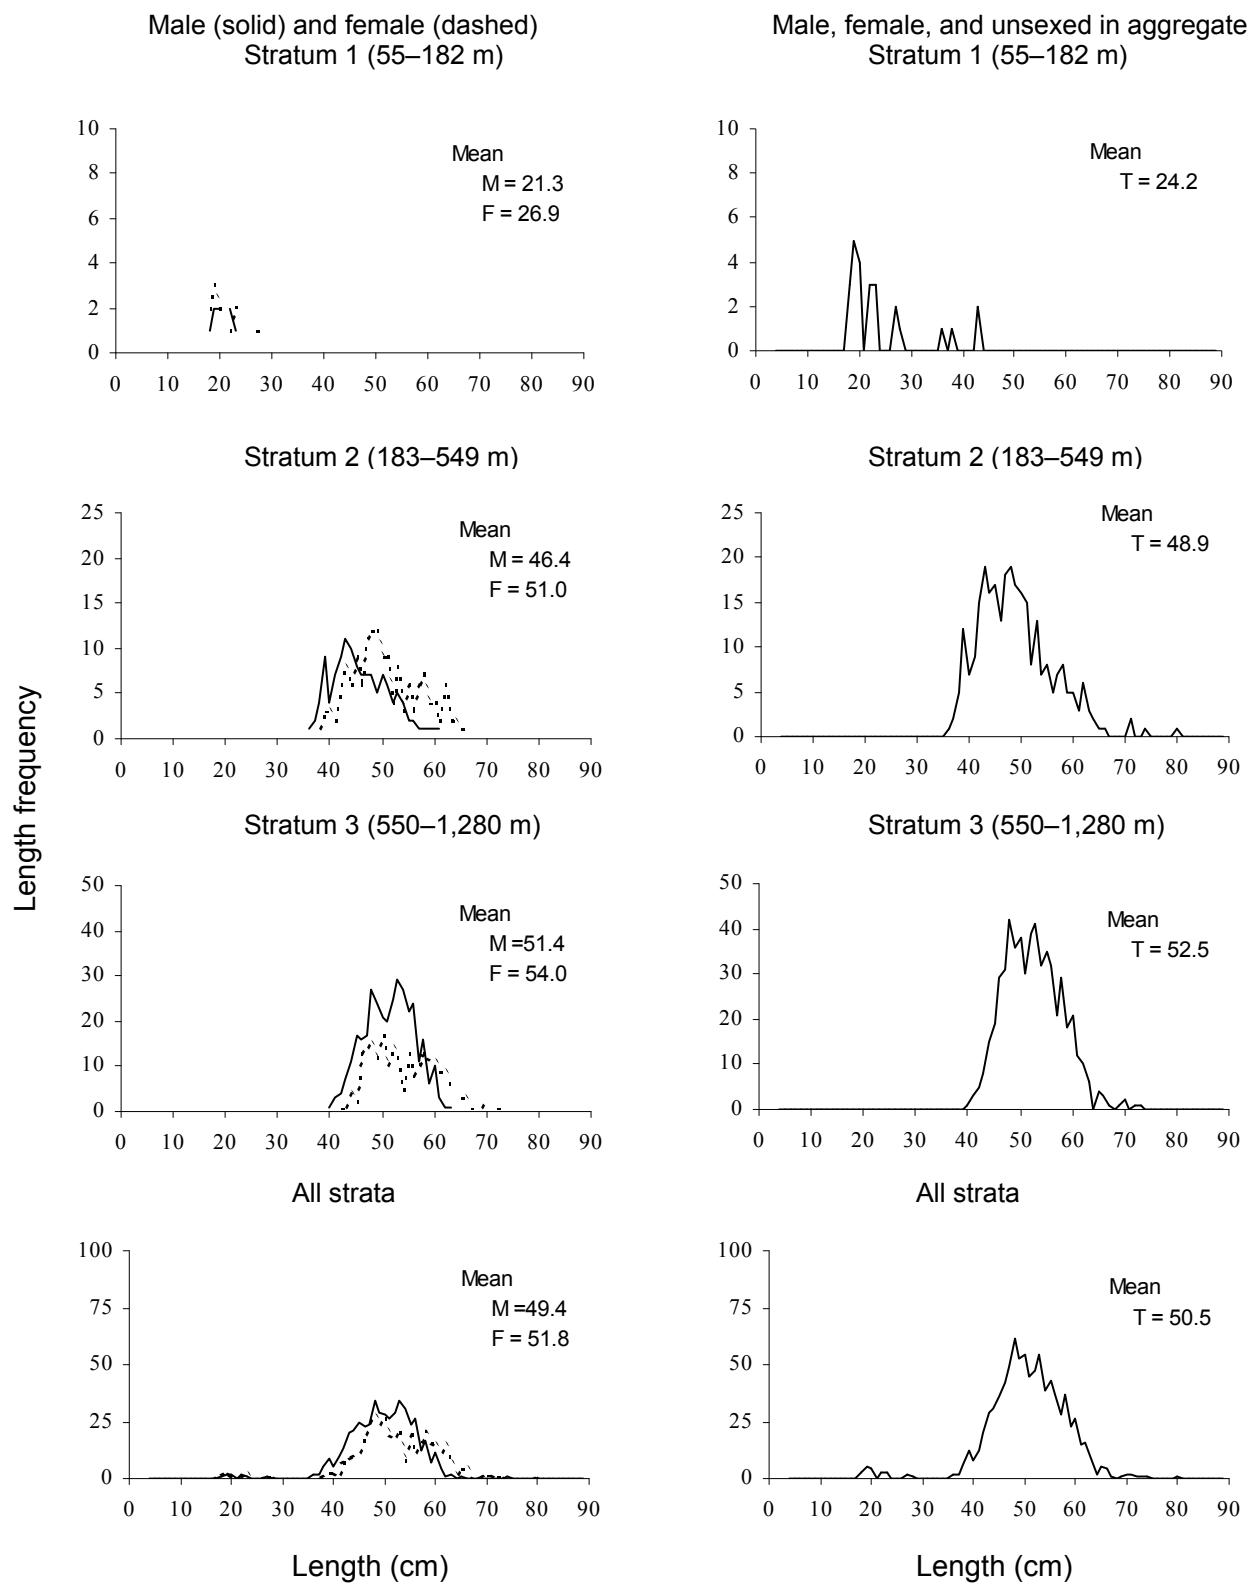 Male (solid) and female (dashed)
Stratum 1 (55–182 m)
10
8
6
4
2
0
0 10 20 30 40 50 60 70 80 90
Mean
M = 21.3
F = 26.9
Male, female, and unsexed in aggregate
Stratum 1 (55–182 m)
10
8
6
4
2
0
0 10 20 30 40 50 60 70 80 90
Mean
T = 24.2
Stratum 2 (183–549 m)
25
20
15
10
5
0
0 10 20 30 40 50 60 70 80 90
Mean
M = 46.4
F = 51.0
Stratum 2 (183–549 m)
25
20
15
10
5
0
0 10 20 30 40 50 60 70 80 90
Mean
T = 48.9
Length frequency
Stratum 3 (550–1,280 m)
50
40
30
20
10
0
0 10 20 30 40 50 60 70 80 90
Mean
M =51.4
F = 54.0
Stratum 3 (550–1,280 m)
50
40
30
20
10
0
0 10 20 30 40 50 60 70 80 90
Mean
T = 52.5
All strata
100
75
50
25
0
0 10 20 30 40 50 60 70 80 90
Mean
M =49.4
F = 51.8
Length (cm)
All strata
100
75
50
25
0
0 10 20 30 40 50 60 70 80 90
Mean
T = 50.5
Length (cm)